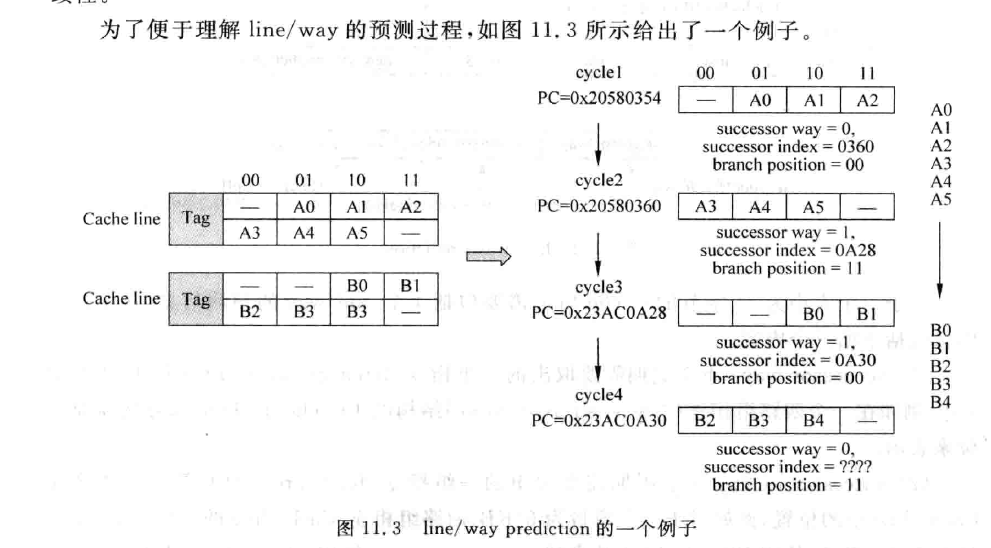 为了便于理解 line/way 的预测过程,如图 11.3 所示给出了一个例子。
cycle1
00 01 10 11
PC=0x20580354
— A0 A1 A2
successor way = 0,
successor index = 0360
branch position = 00
cycle2
PC=0x20580360
A3 A4 A5 —
successor way = 1,
successor index = 0A28
branch position = 11
cycle3
PC=0x23AC0A28
— — B0 B1
successor way = 1,
successor index = 0A30
branch position = 00
cycle4
PC=0x23AC0A30
B2 B3 B4 —
successor way = 0,
successor index = ????
branch position = 11
00 01 10 11
Cache line
Tag
— A0 A1 A2
A3 A4 A5 —
Cache line
Tag
— — B0 B1
B2 B3 B3 —
A0
A1
A2
A3
A4
A5
B0
B1
B2
B3
B4
图 11.3 line/way prediction 的一个例子